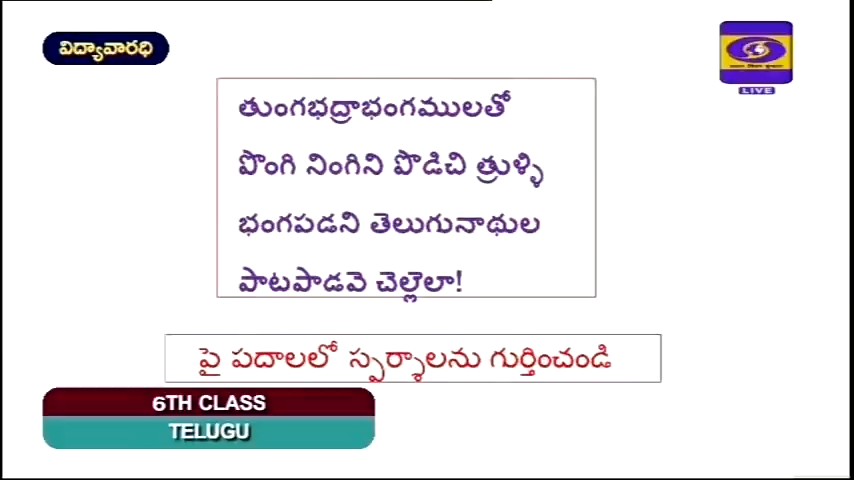 విద్యావారధి
LIVE
తుంగభద్రాభంగములతో
పొంగి నింగిని పొడిచి త్రుళ్ళి
భంగపడని తెలుగునాథుల
పాటపాడవె చెల్లెలా!
పై పదాలలో స్పర్శాలను గుర్తించండి
6TH CLASS
TELUGU